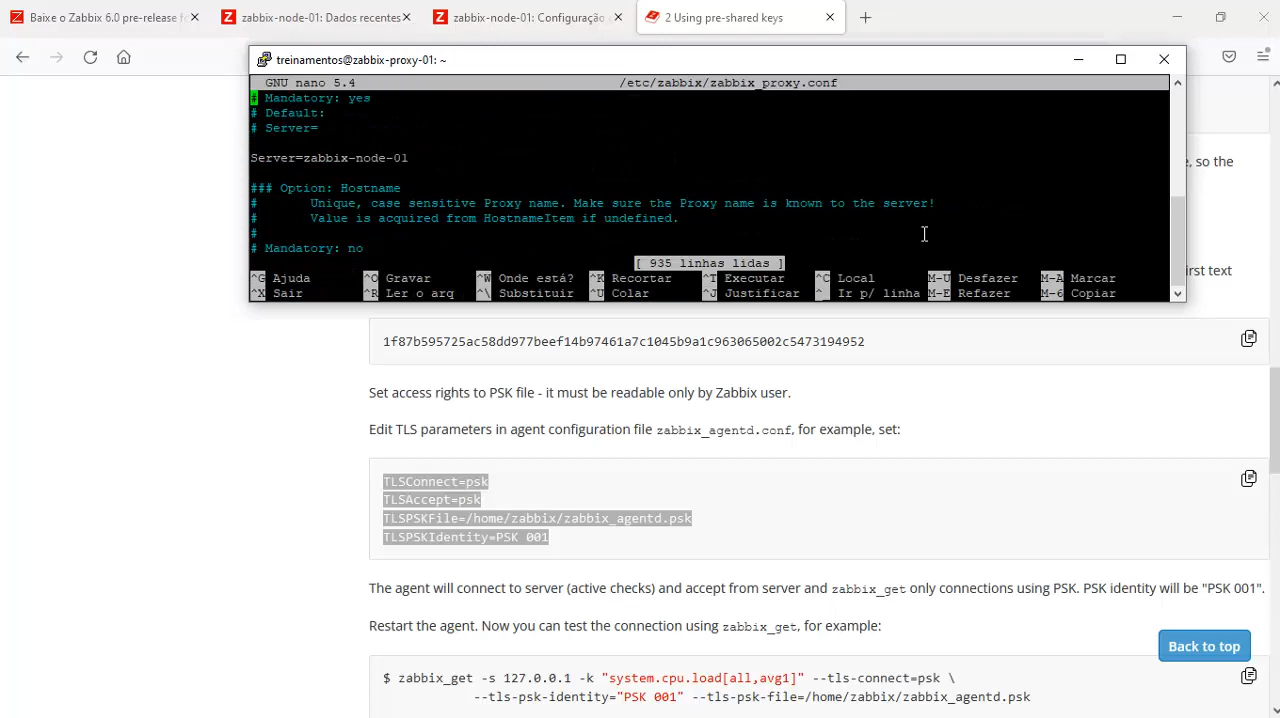 Baixe o Zabbix 6.0 pre-release f
zabbix-node-01: Dados recentes
zabbix-node-01: Configuração
2 Using pre-shared keys
treinamentos@zabbix-proxy-01: ~
GNU nano 5.4 /etc/zabbix/zabbix_proxy.conf
# Mandatory: yes
# Default:
# Server=
Server=zabbix-node-01
### Option: Hostname
# Unique, case sensitive Proxy name. Make sure the Proxy name is known to the server!
# Value is acquired from HostnameItem if undefined.
#
# Mandatory: no
[ 935 linhas lidas ]
^G Ajuda ^O Gravar ^W Onde está? ^K Recortar ^T Executar ^C Local M-U Desfazer M-A Marcar
^X Sair ^R Ler o arq ^\ Substituir ^U Colar ^J Justificar ^_ Ir p/ linha M-E Refazer M-6 Copiar
e, so the
irst text
1f87b595725ac58dd977beef14b97461a7c1045b9a1c963065002c5473194952
Set access rights to PSK file - it must be readable only by Zabbix user.
Edit TLS parameters in agent configuration file zabbix_agentd.conf, for example, set:
TLSConnect=psk
TLSAccept=psk
TLSPSKFile=/home/zabbix/zabbix_agentd.psk
TLSPSKIdentity=PSK 001
The agent will connect to server (active checks) and accept from server and zabbix_get only connections using PSK. PSK identity will be "PSK 001".
Restart the agent. Now you can test the connection using zabbix_get, for example:
Back to top
$ zabbix_get -s 127.0.0.1 -k "system.cpu.load[all,avg1]" --tls-connect=psk \
--tls-psk-identity="PSK 001" --tls-psk-file=/home/zabbix/zabbix_agentd.psk